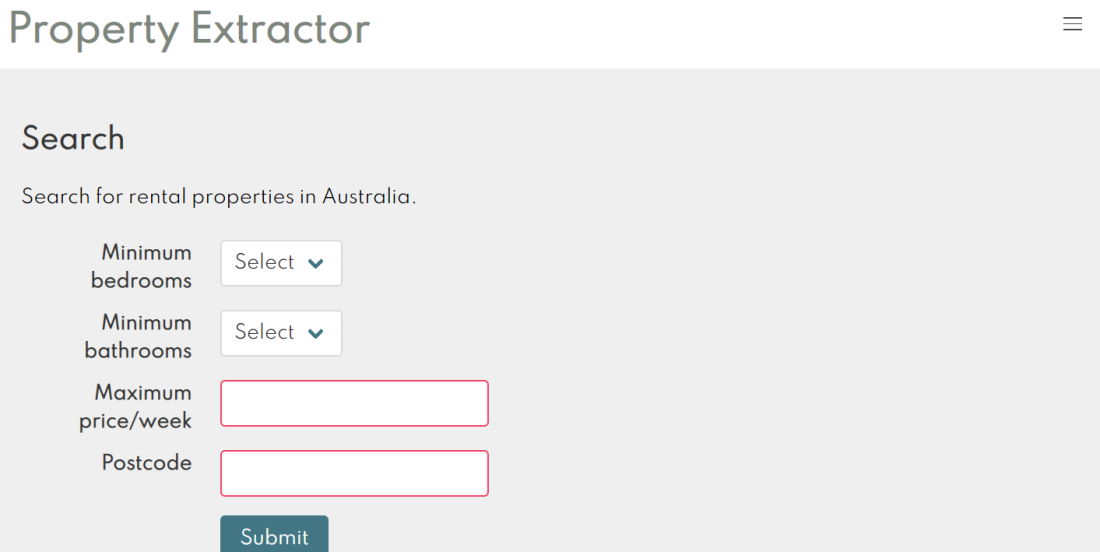 Property Extractor
Search
Search for rental properties in Australia.
Minimum
bedrooms
Select
Minimum
bathrooms
Select
Maximum
price/week
Postcode
Submit